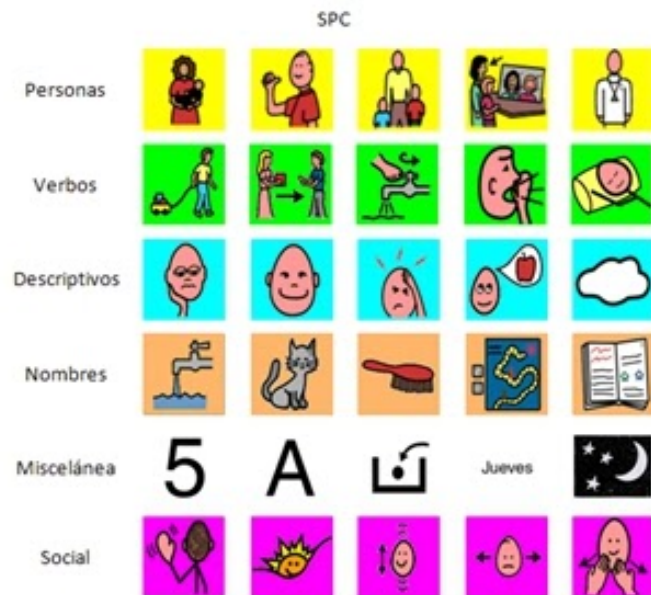 SPC
Personas
Verbos
Descriptivos
Nombres
Miscelánea
5 A Jueves
Social